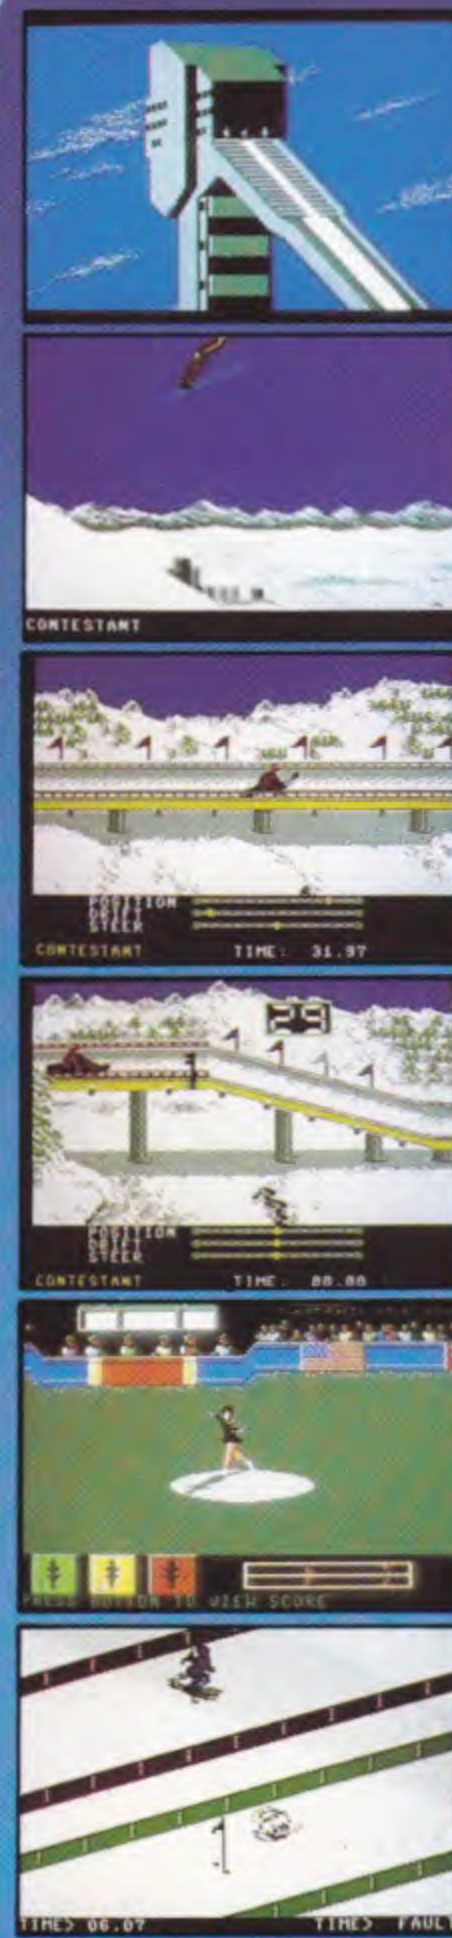 CONTESTANT
POSITION
DRIFT
STEER
CONTESTANT TIME: 31.97
29
POSITION
DRIFT
STEER
CONTESTANT TIME: 00.00
PRESS BUTTON TO VIEW SCORE
TIME> 06.07 TIME> FAULT